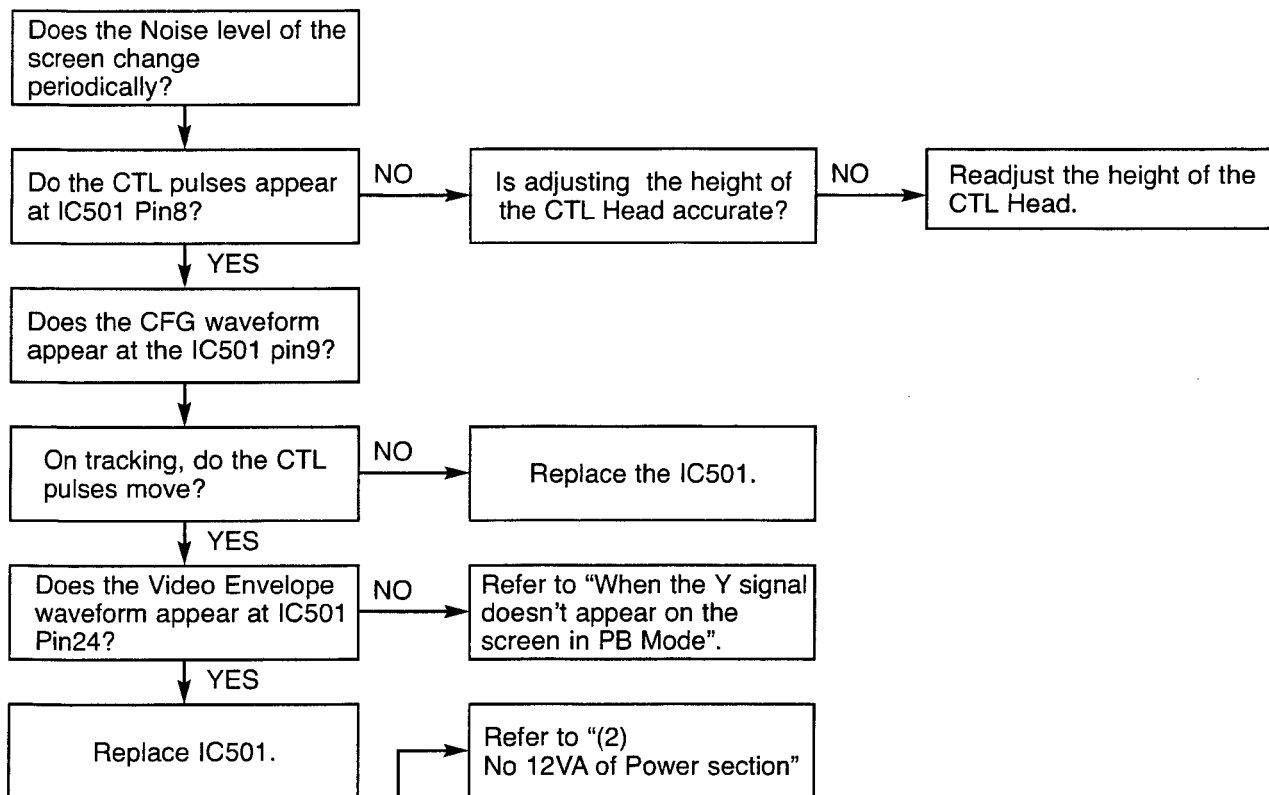 Does the Noise level of the
screen change
periodically?
Do the CTL pulses appear
at IC501 Pin8?
NO
Is adjusting the height of
the CTL Head accurate?
NO
Readjust the height of the
CTL Head.
YES
Does the CFG waveform
appear at the IC501 pin9?
On tracking, do the CTL
pulses move?
NO
Replace the IC501.
YES
Does the Video Envelope
waveform appear at IC501
Pin24?
NO
Refer to “When the Y signal
doesn't appear on the
screen in PB Mode”.
YES
Replace IC501.
Refer to “(2)
No 12VA of Power section”